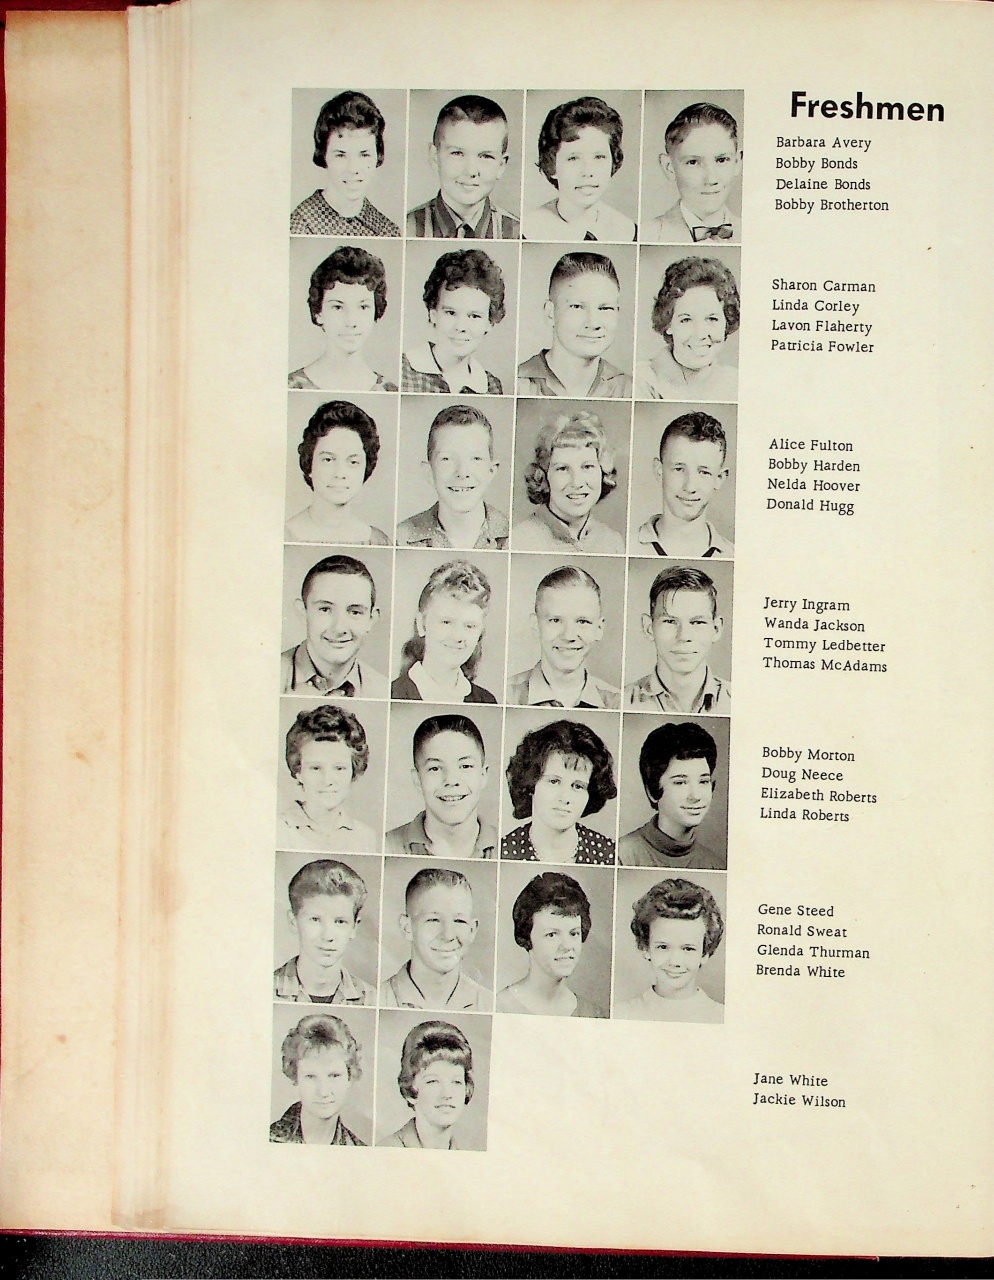 Freshmen
Barbara Avery
Bobby Bonds
Delaine Bonds
Bobby Brotherton
Sharon Carman
Linda Corley
Lavon Flaherty
Patricia Fowler
Alice Fulton
Bobby Harden
Nelda Hoover
Donald Hugg
Jerry Ingram
Wanda Jackson
Tommy Ledbetter
Thomas McAdams
Bobby Morton
Doug Neece
Elizabeth Roberts
Linda Roberts
Gene Steed
Ronald Sweat
Glenda Thurman
Brenda White
Jane White
Jackie Wilson